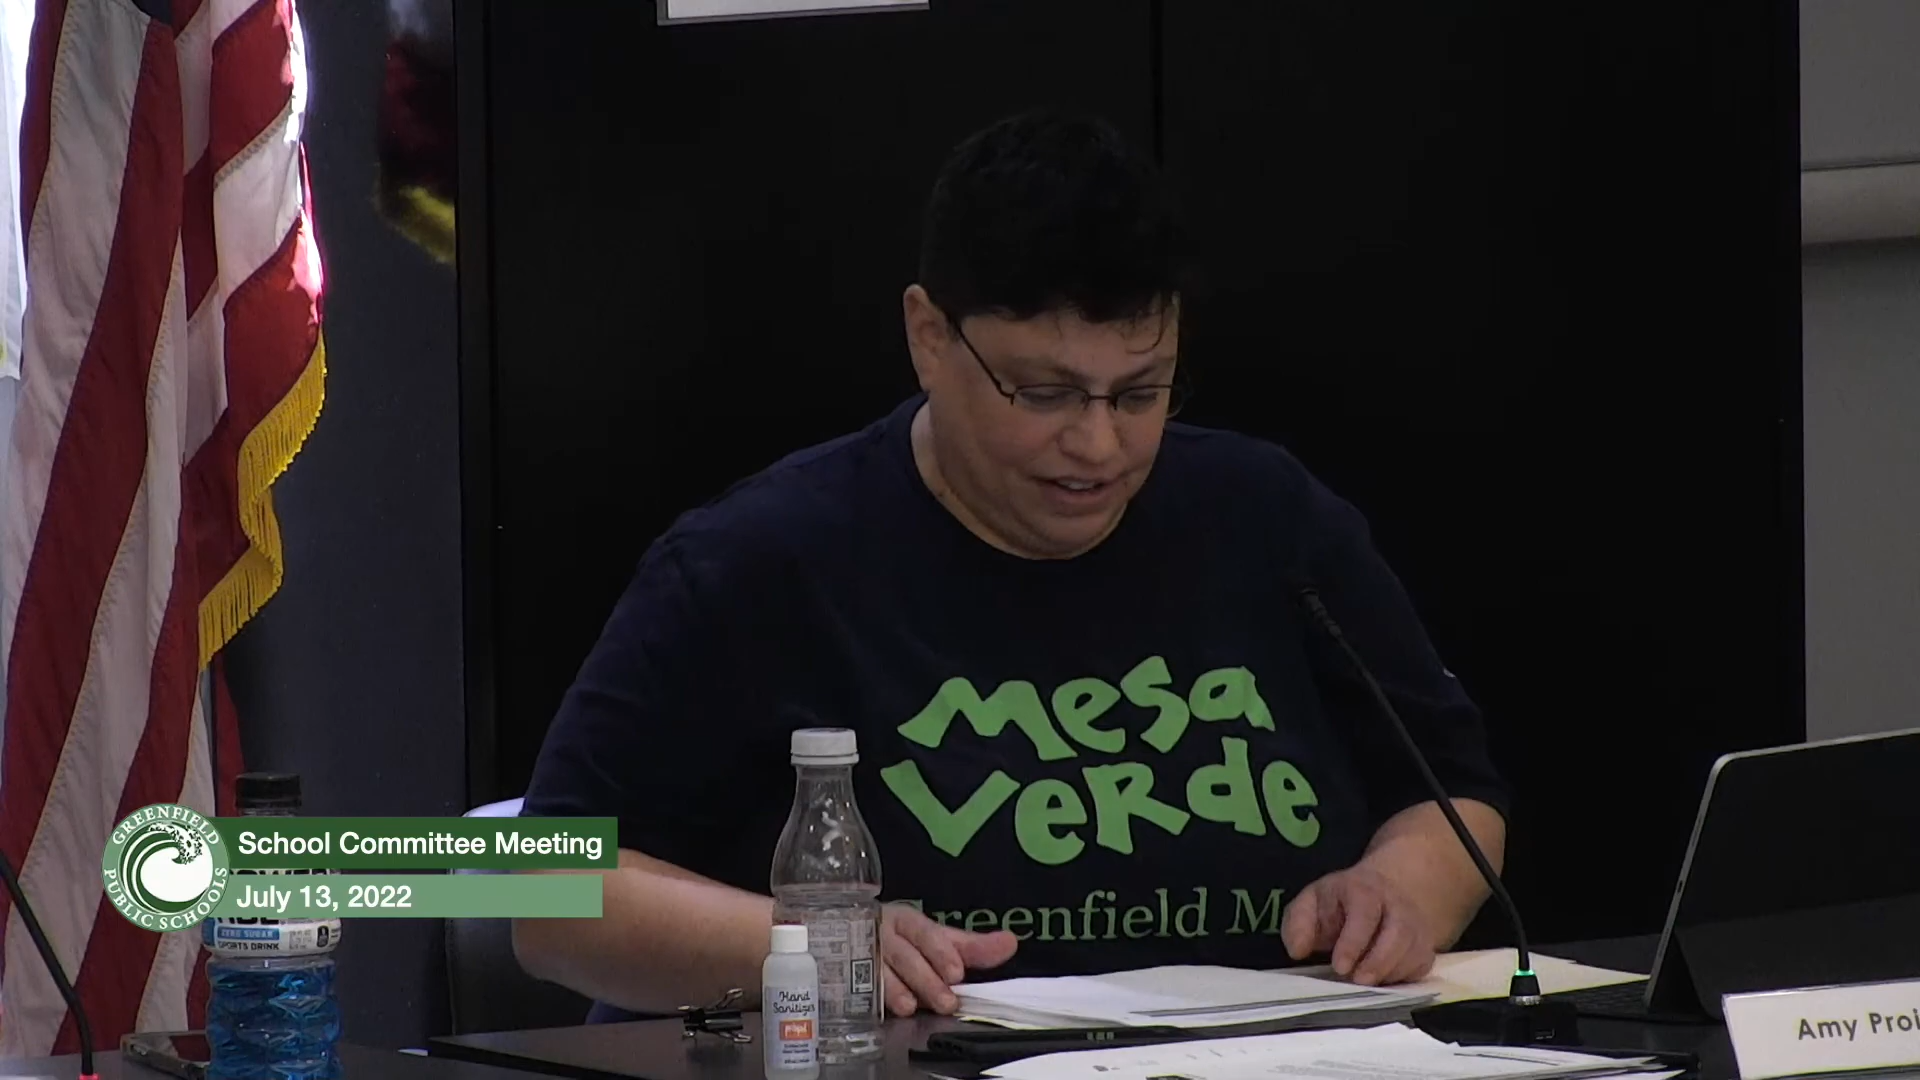 mesa
verde
Greenfield M
GREENFIELD
PUBLIC SCHOOLS
School Committee Meeting
July 13, 2022
ZERO SUGAR
SPORTS DRINK
Hand
Sanitizer
Amy Proi